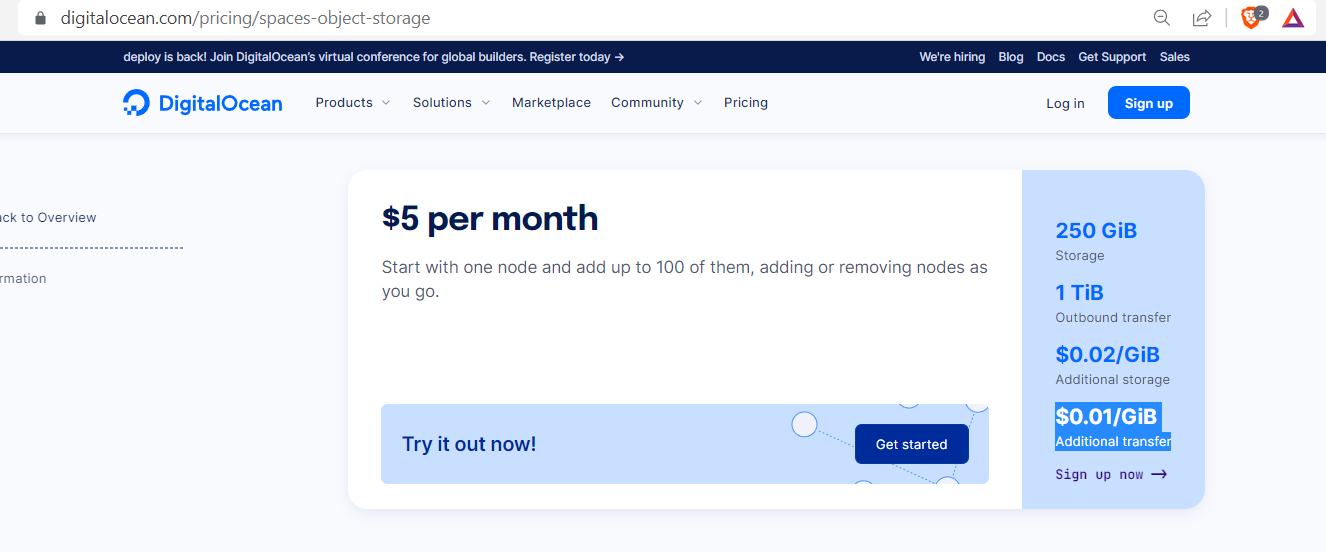 digitalocean.com/pricing/spaces-object-storage
2
deploy is back! Join DigitalOcean's virtual conference for global builders. Register today →
We're hiring Blog Docs Get Support Sales
DigitalOcean Products Solutions Marketplace Community Pricing Log in Sign up
ck to Overview
rmation
$5 per month
Start with one node and add up to 100 of them, adding or removing nodes as
you go.
Try it out now!
Get started
250 GiB
Storage
1 TiB
Outbound transfer
$0.02/GiB
Additional storage
$0.01/GiB
Additional transfer
Sign up now →